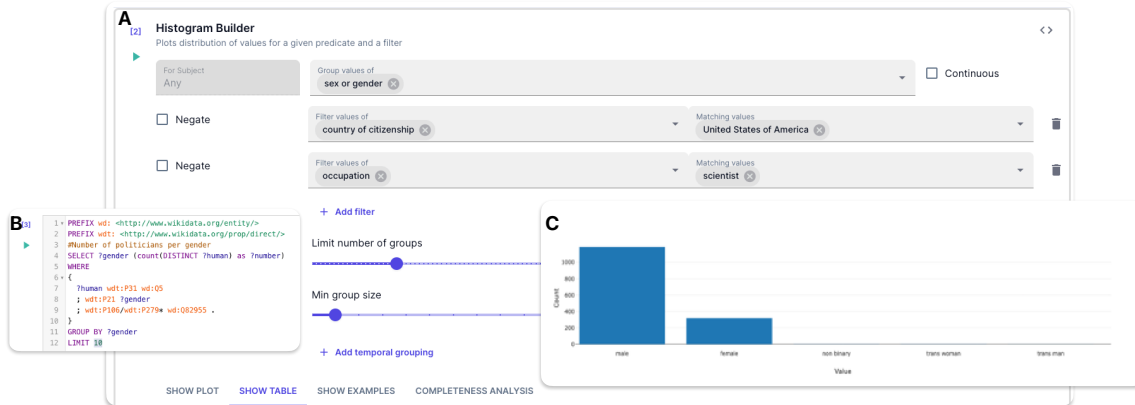 A
[2]
Histogram Builder
Plots distribution of values for a given predicate and a filter
For Subject
Any
Group values of
sex or gender
Continuous
Negate
Filter values of
country of citizenship
Matching values
United States of America
Negate
Filter values of
occupation
Matching values
scientist
+ Add filter
Limit number of groups
Min group size
+ Add temporal grouping
SHOW PLOT SHOW TABLE SHOW EXAMPLES COMPLETENESS ANALYSIS
B
[3]
1 PREFIX wd: <http://www.wikidata.org/entity/>
2 PREFIX wdt: <http://www.wikidata.org/prop/direct/>
3 #Number of politicians per gender
4 SELECT ?gender (count(DISTINCT ?human) as ?number)
5 WHERE
6 {
7 ?human wdt:P31 wd:Q5
8 ; wdt:P21 ?gender
9 ; wdt:P106/wdt:P279* wd:Q82955 .
10 }
11 GROUP BY ?gender
12 LIMIT 10
C
Count
1000
800
600
400
200
0
male female non binary trans woman trans man
Value